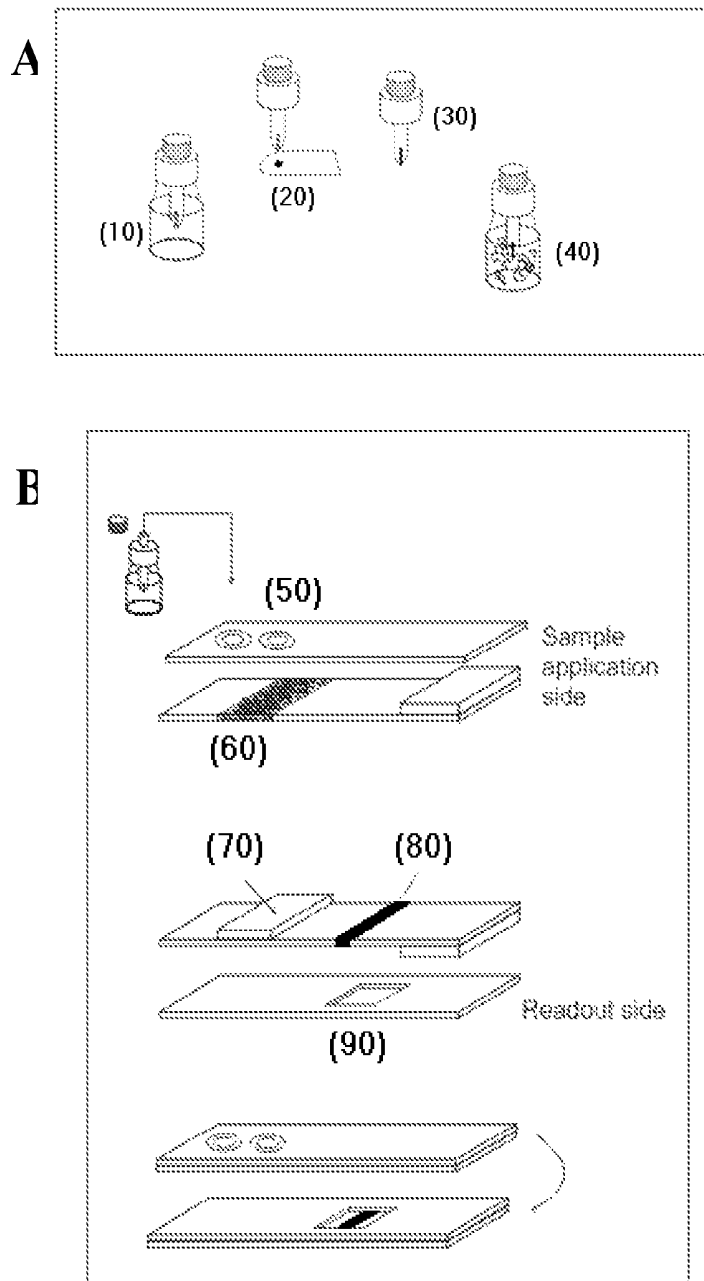 A
(30)
(20)
(10)
(40)
B
(50)
Sample
application
side
(60)
(70)
(80)
Readout side
(90)